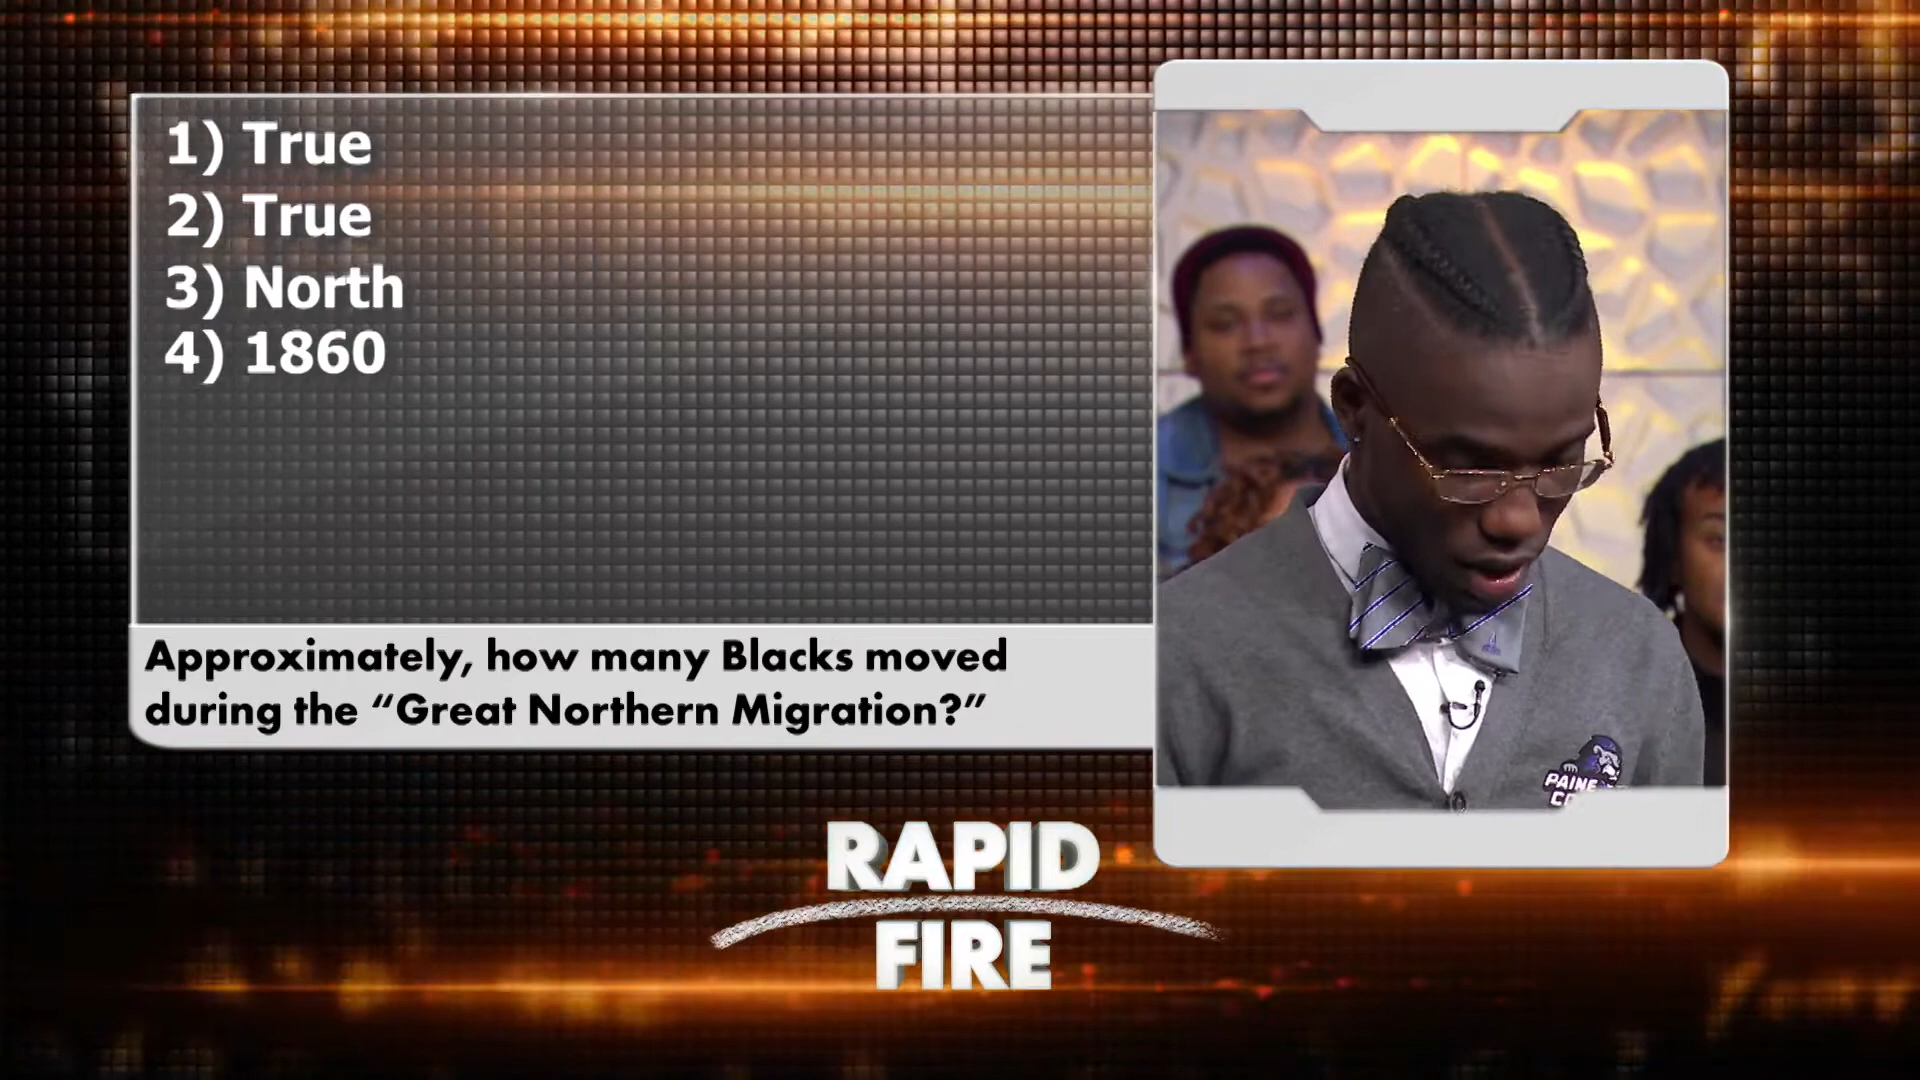 1) True
2) True
3) North
4) 1860
Approximately, how many Blacks moved
during the “Great Northern Migration?”
PAINE
RAPID
FIRE